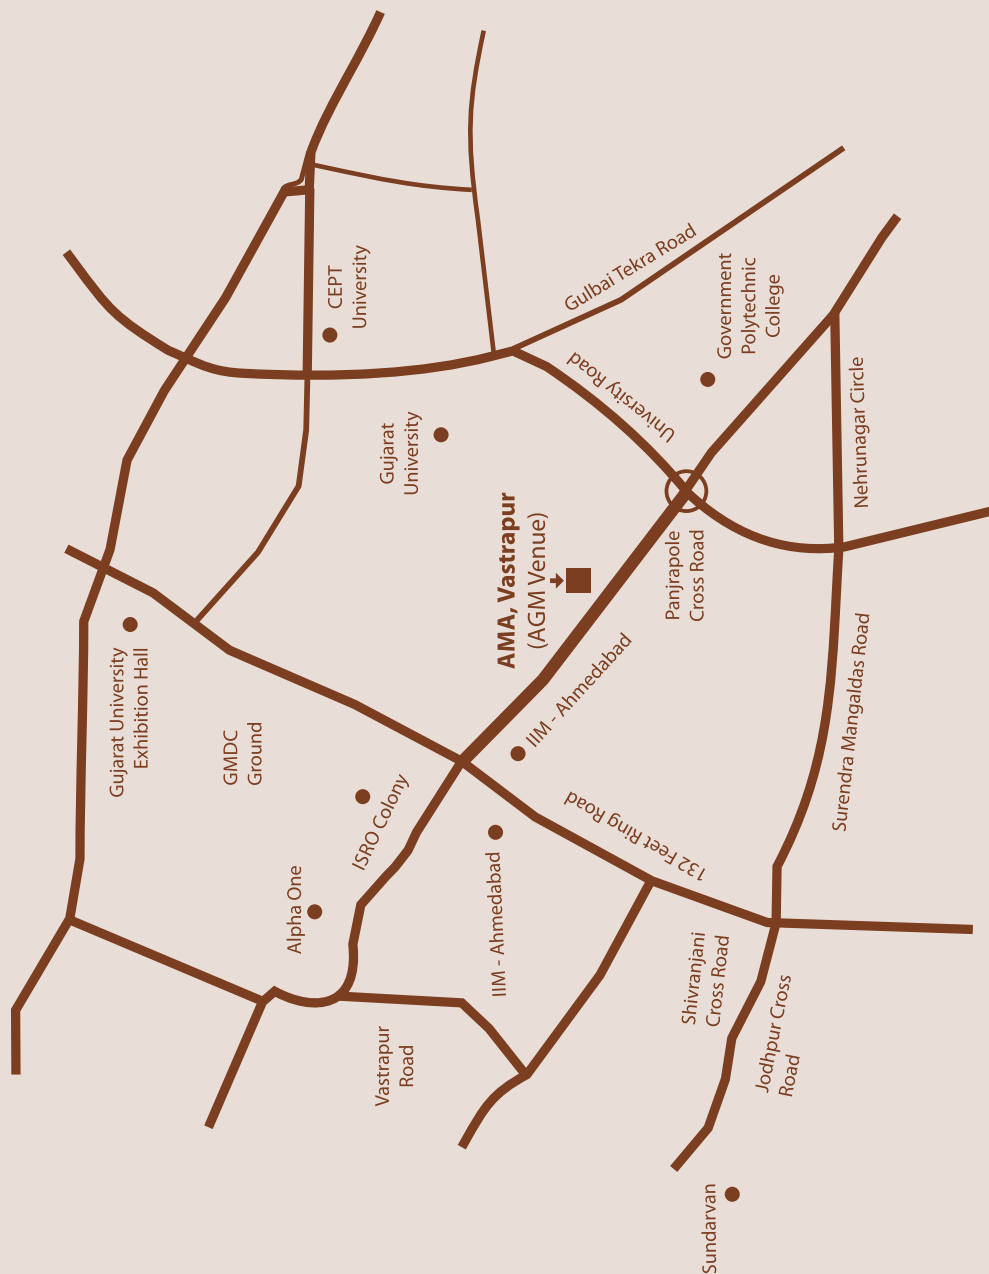 CEPT
University
Gulbai Tekra Road
Government
Polytechnic
College
University Road
Gujarat
University
Nehrunagar Circle
AMA, Vastrapur
(AGM Venue)
Panjrapole
Cross Road
IIM - Ahmedabad
Gujarat University
Exhibition Hall
GMDC
Ground
ISRO Colony
132 Feet Ring Road
Surendra Mangaldas Road
Alpha One
IIM - Ahmedabad
Shivranjani
Cross Road
Jodhpur Cross
Road
Vastrapur
Road
Sundarvan